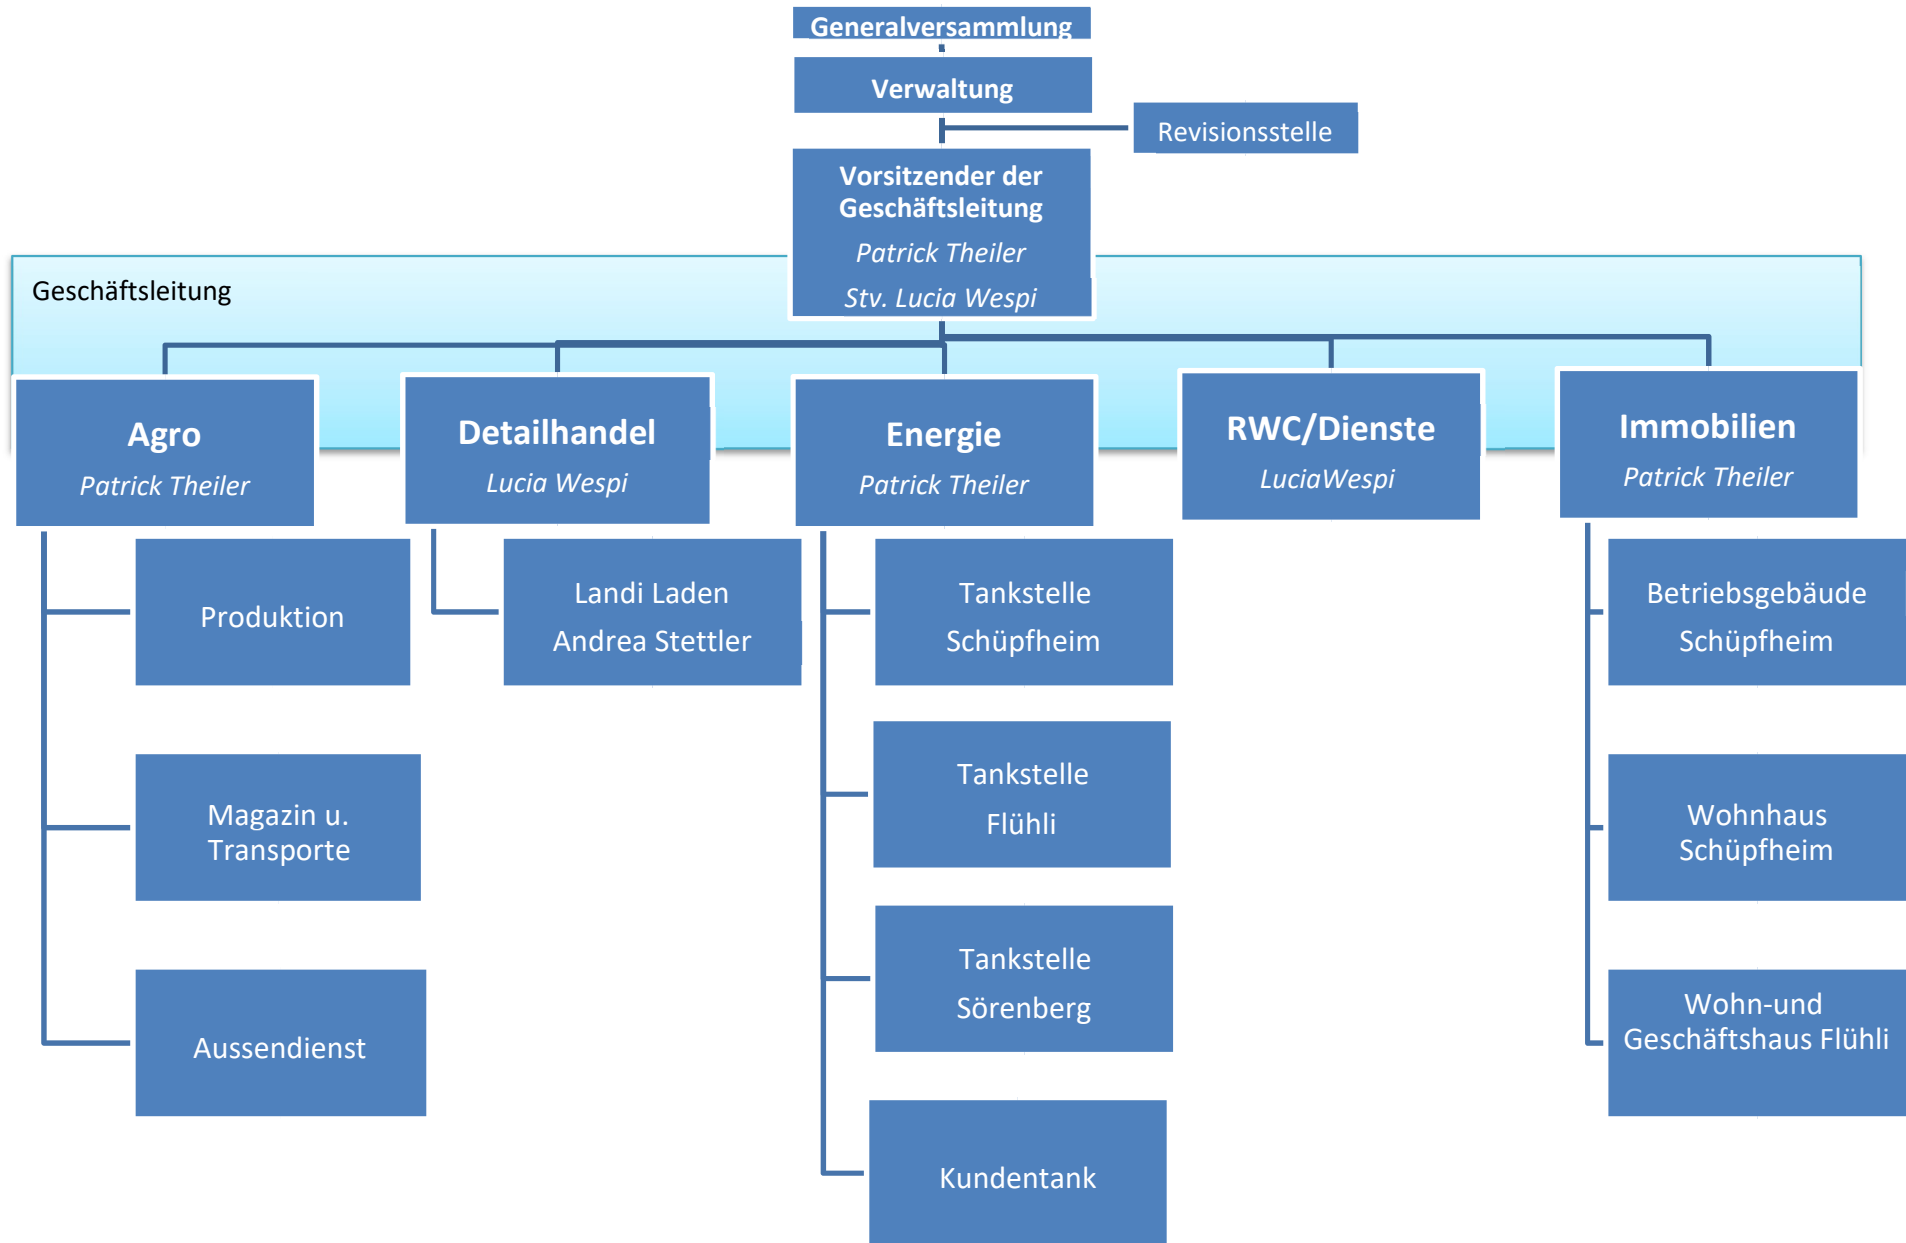 Generalversammlung
Verwaltung
Revisionsstelle
Vorsitzender der
Geschäftsleitung
Patrick Theiler
Stv. Lucia Wespi
Geschäftsleitung
Agro
Patrick Theiler
Detailhandel
Lucia Wespi
Energie
Patrick Theiler
RWC/Dienste
LuciaWespi
Immobilien
Patrick Theiler
Produktion
Magazin u.
Transporte
Aussendienst
Landi Laden
Andrea Stettler
Tankstelle
Schüpfheim
Tankstelle
Flühli
Tankstelle
Sörenberg
Kundentank
Betriebsgebäude
Schüpfheim
Wohnhaus
Schüpfheim
Wohn-und
Geschäftshaus Flühli